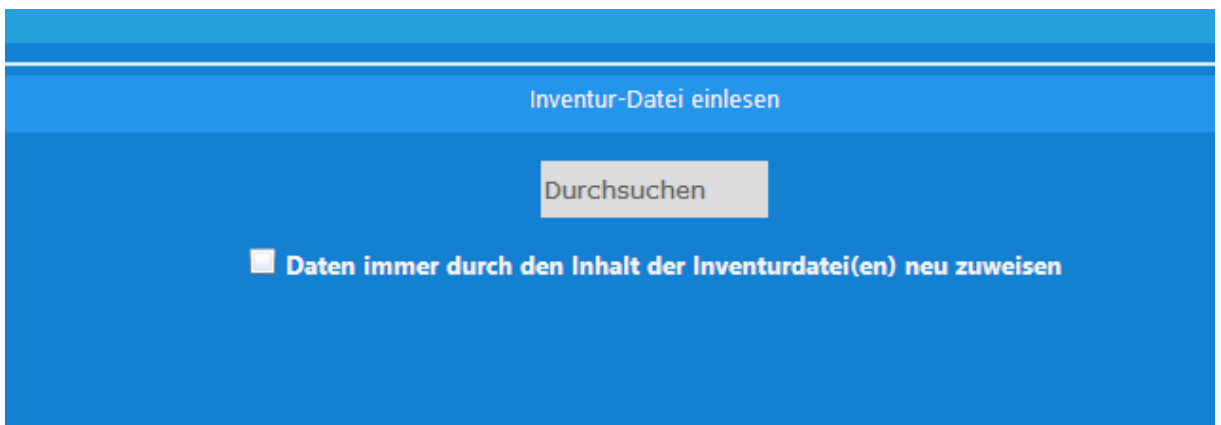 Inventur-Datei einlesen
Durchsuchen
Daten immer durch den Inhalt der Inventurdatei(en) neu zuweisen